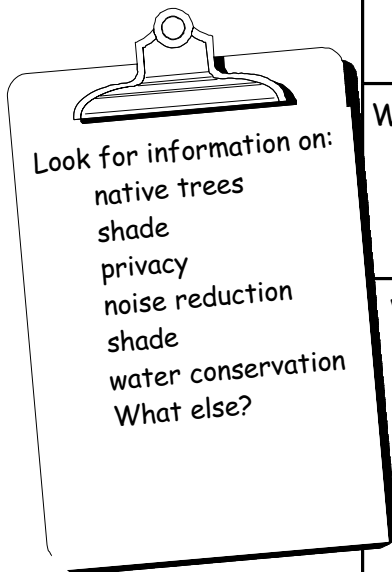 Look for information on:
native trees
shade
privacy
noise reduction
shade
water conservation
What else?
W